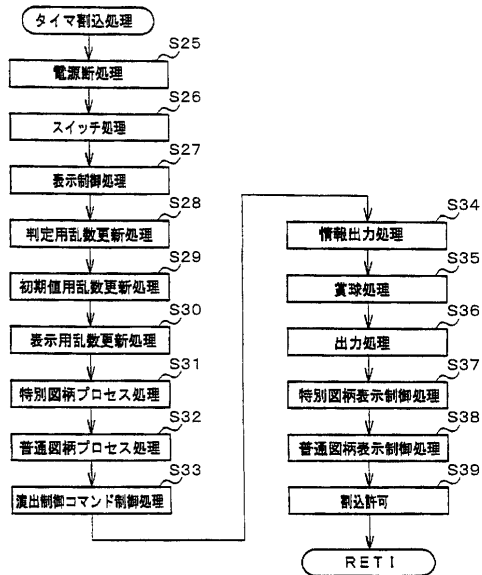 タイマ割込処理
S25
電源断処理
S26
スイッチ処理
S27
表示制御処理
S28
判定用乱数更新処理
S29
初期値用乱数更新処理
S30
表示用乱数更新処理
S31
特別図柄プロセス処理
S32
普通図柄プロセス処理
S33
演出制御コマンド制御処理
S34
情報出力処理
S35
賞球処理
S36
出力処理
S37
特別図柄表示制御処理
S38
普通図柄表示制御処理
S39
割込許可
RETI